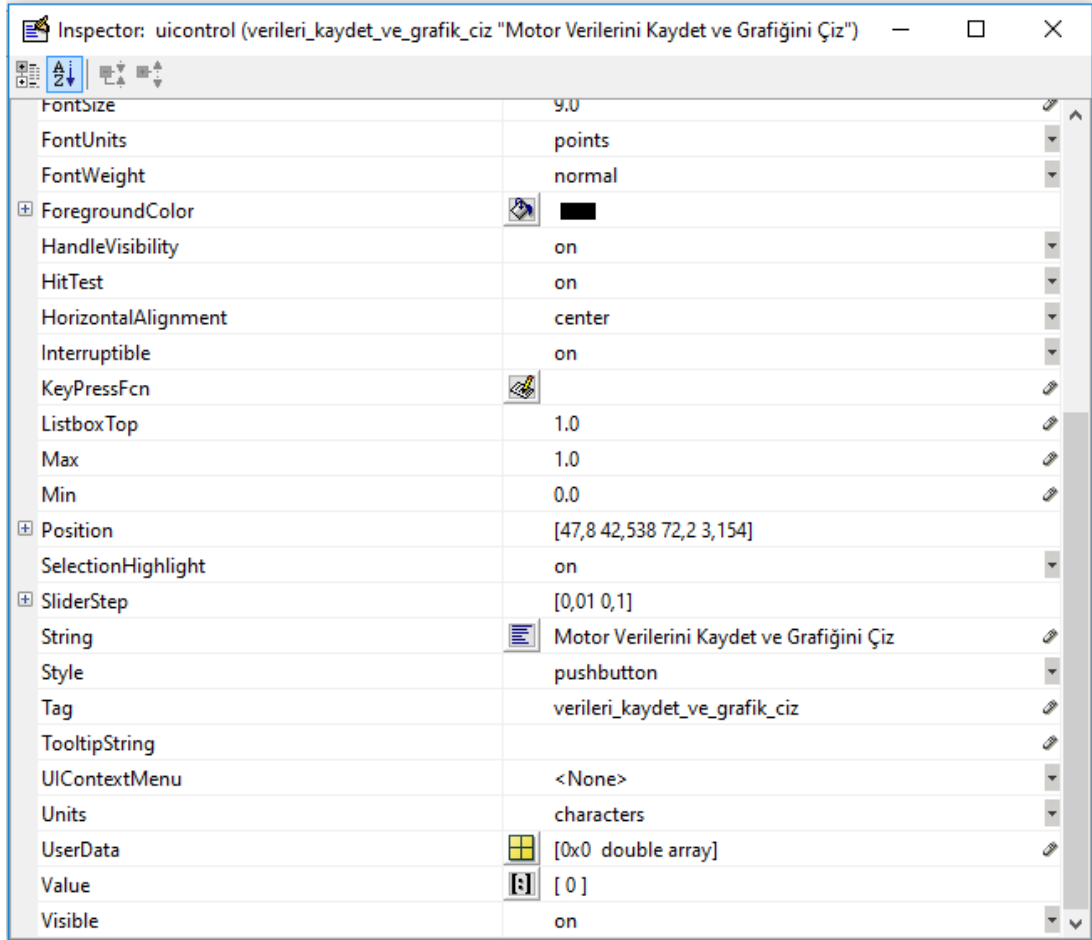 Inspector: uicontrol (verileri_kaydet_ve_grafik_ciz "Motor Verilerini Kaydet ve Grafiğini Çiz")
FontSize 9.0
FontUnits points
FontWeight normal
ForegroundColor
HandleVisibility on
HitTest on
HorizontalAlignment center
Interruptible on
KeyPressFcn
ListboxTop 1.0
Max 1.0
Min 0.0
Position [47,8 42,538 72,2 3,154]
SelectionHighlight on
SliderStep [0,01 0,1]
String Motor Verilerini Kaydet ve Grafiğini Çiz
Style pushbutton
Tag verileri_kaydet_ve_grafik_ciz
TooltipString
UIContextMenu <None>
Units characters
UserData [0x0 double array]
Value [ 0 ]
Visible on